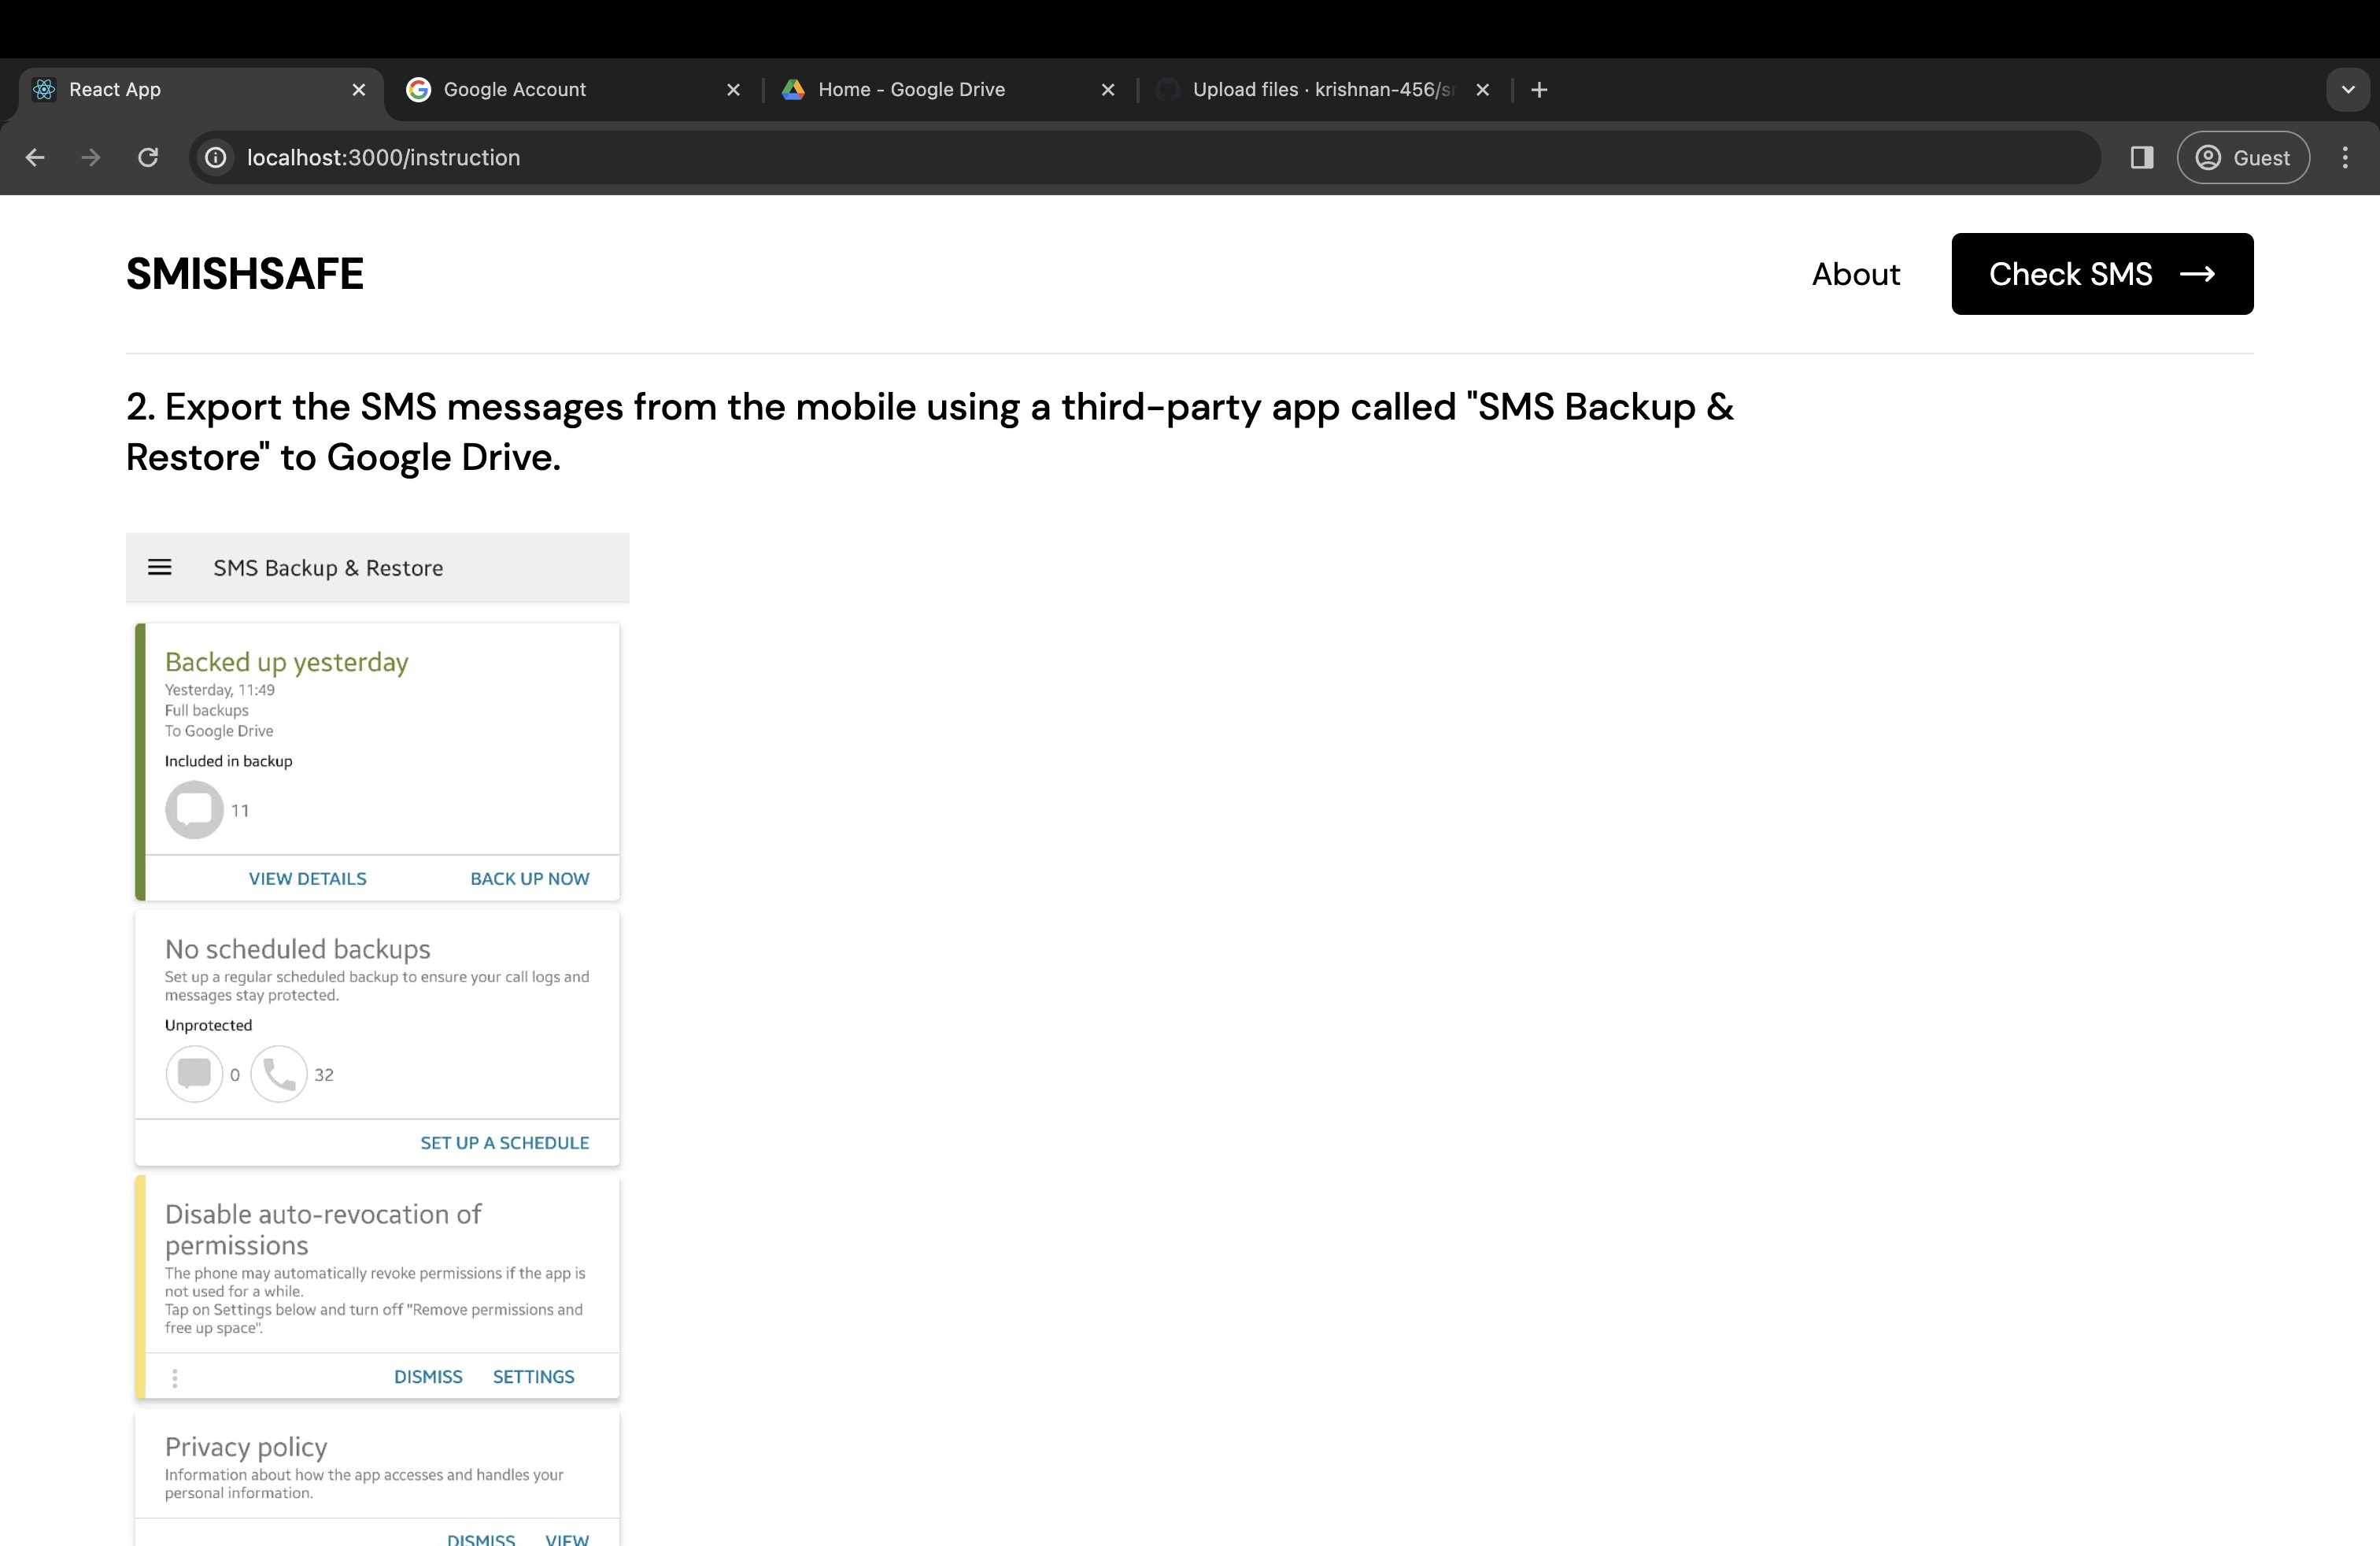 React App
Google Account
Home - Google Drive
Upload files · krishnan-456/s
localhost:3000/instruction
Guest
SMISHSAFE
About
Check SMS
2. Export the SMS messages from the mobile using a third-party app called "SMS Backup &
Restore" to Google Drive.
SMS Backup & Restore
Backed up yesterday
Yesterday, 11:49
Full backups
To Google Drive
Included in backup
11
VIEW DETAILS BACK UP NOW
No scheduled backups
Set up a regular scheduled backup to ensure your call logs and
messages stay protected.
Unprotected
0 32
SET UP A SCHEDULE
Disable auto-revocation of
permissions
The phone may automatically revoke permissions if the app is
not used for a while.
Tap on Settings below and turn off "Remove permissions and
free up space".
DISMISS SETTINGS
Privacy policy
Information about how the app accesses and handles your
personal information.
DISMISS VIEW